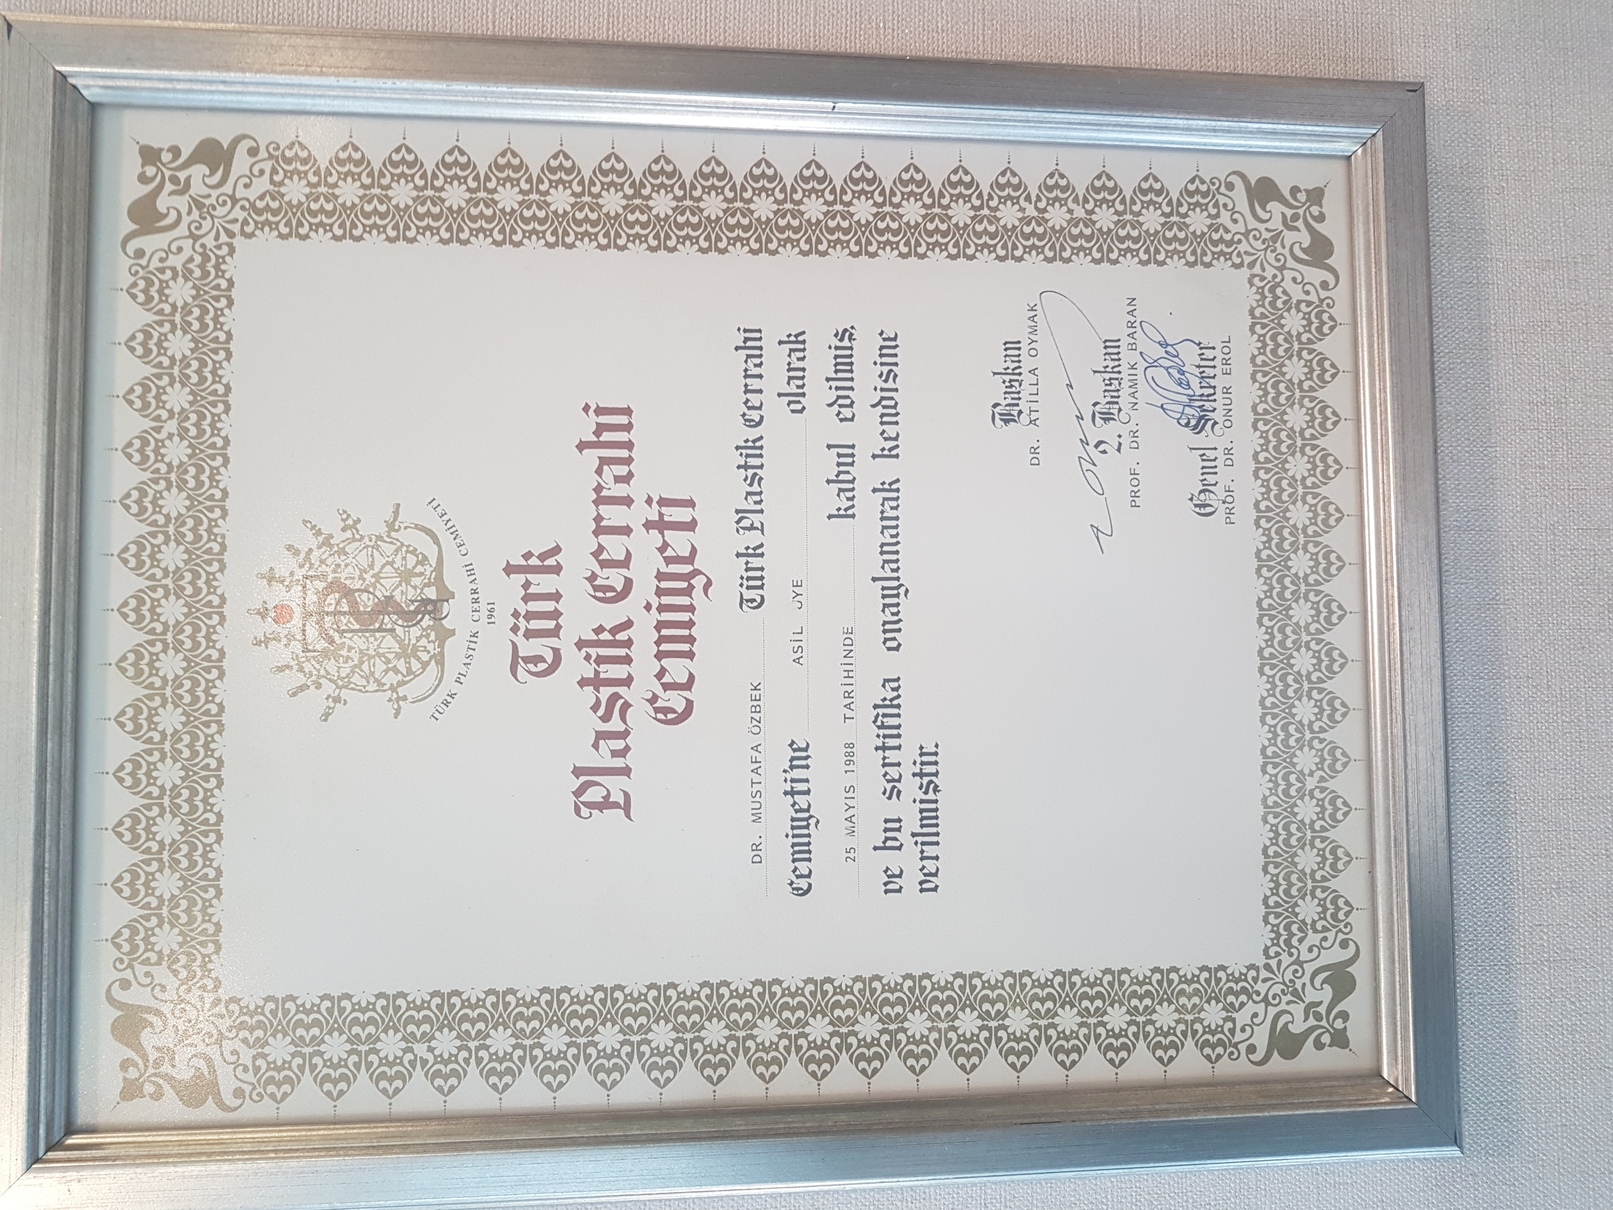 TÜRK PLASTİK CERRAHİ CEMİYETİ
1961
Türk
Plastik Cerrahi
Cemiyeti
DR. MUSTAFA ÖZBEK Türk Plastik Cerrahi
Cemiyeti'ne ASİL ÜYE olarak
25 MAYIS 1988 TARİHİNDE kabul edilmiş,
ve bu sertifika onaylanarak kendisine
verilmiştir.
Başkan
DR. ATİLLA OYMAK
2. Başkan
PROF. DR. NAMIK BARAN
Genel Sekreter
PROF. DR. ONUR EROL